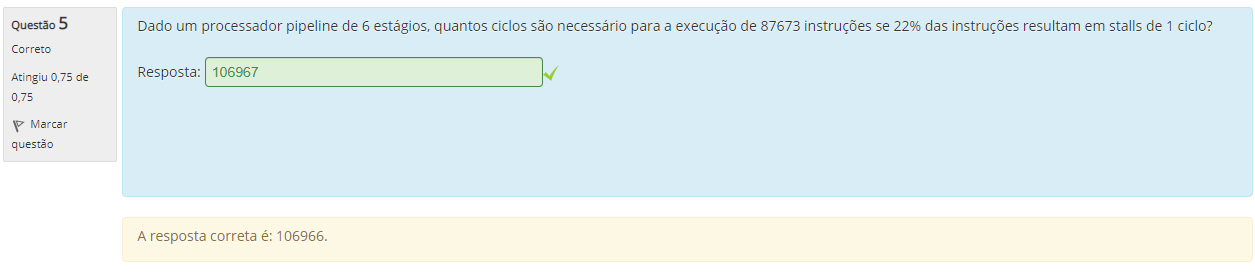 Questão 5
Correto
Atingiu 0,75 de
0,75
Marcar
questão
Dado um processador pipeline de 6 estágios, quantos ciclos são necessário para a execução de 87673 instruções se 22% das instruções resultam em stalls de 1 ciclo?
Resposta: 106967
A resposta correta é: 106966.